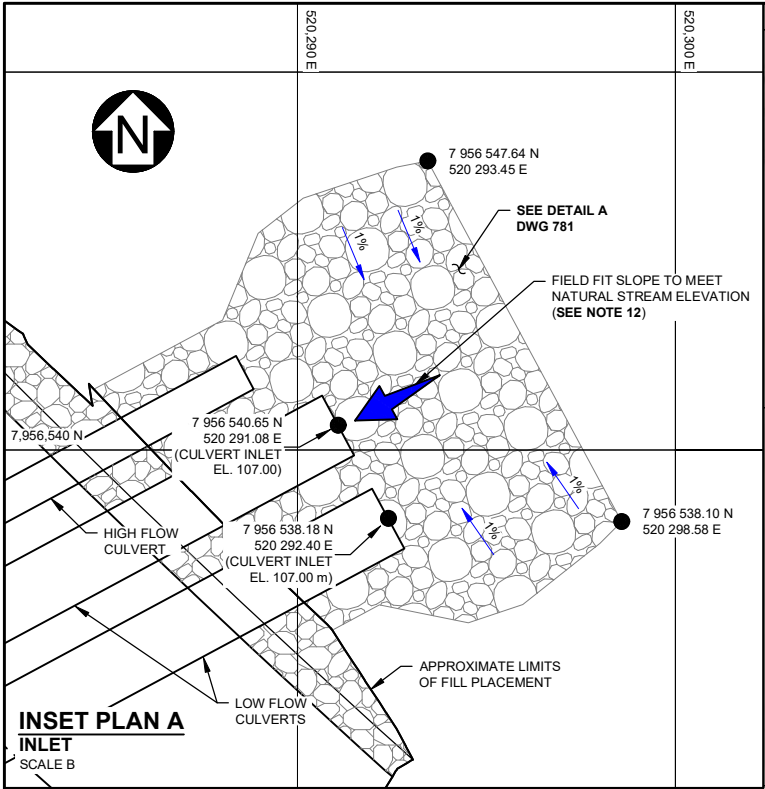 520,290 E
520,300 E
N
7 956 547.64 N
520 293.45 E
SEE DETAIL A
DWG 781
1%
1%
FIELD FIT SLOPE TO MEET
NATURAL STREAM ELEVATION
(SEE NOTE 12)
7 956 540.65 N
520 291.08 E
(CULVERT INLET
EL. 107.00)
7,956,540 N
1%
1%
7 956 538.10 N
520 298.58 E
HIGH FLOW
CULVERT
7 956 538.18 N
520 292.40 E
(CULVERT INLET
EL. 107.00 m)
APPROXIMATE LIMITS
OF FILL PLACEMENT
LOW FLOW
CULVERTS
INSET PLAN A
INLET
SCALE B